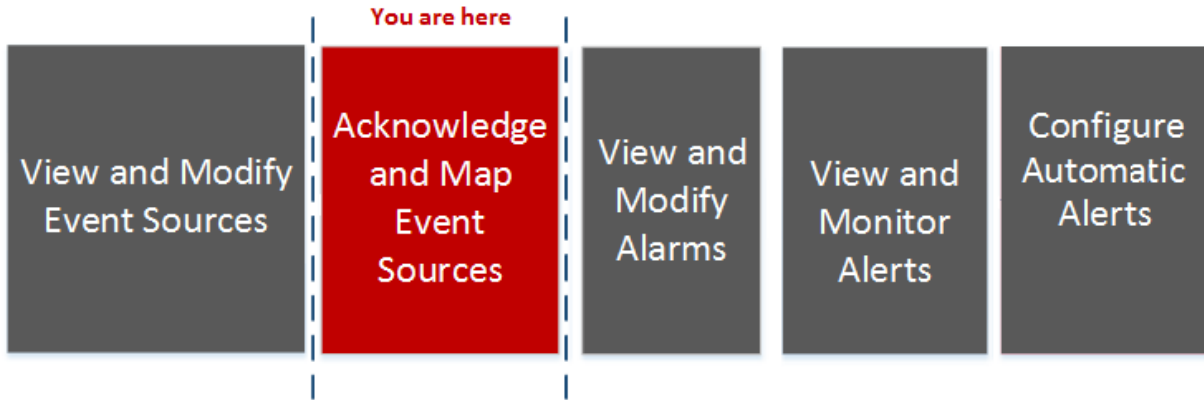 You are here
View and Modify
Event Sources
Acknowledge
and Map
Event
Sources
View and
Modify
Alarms
View and
Monitor
Alerts
Configure
Automatic
Alerts